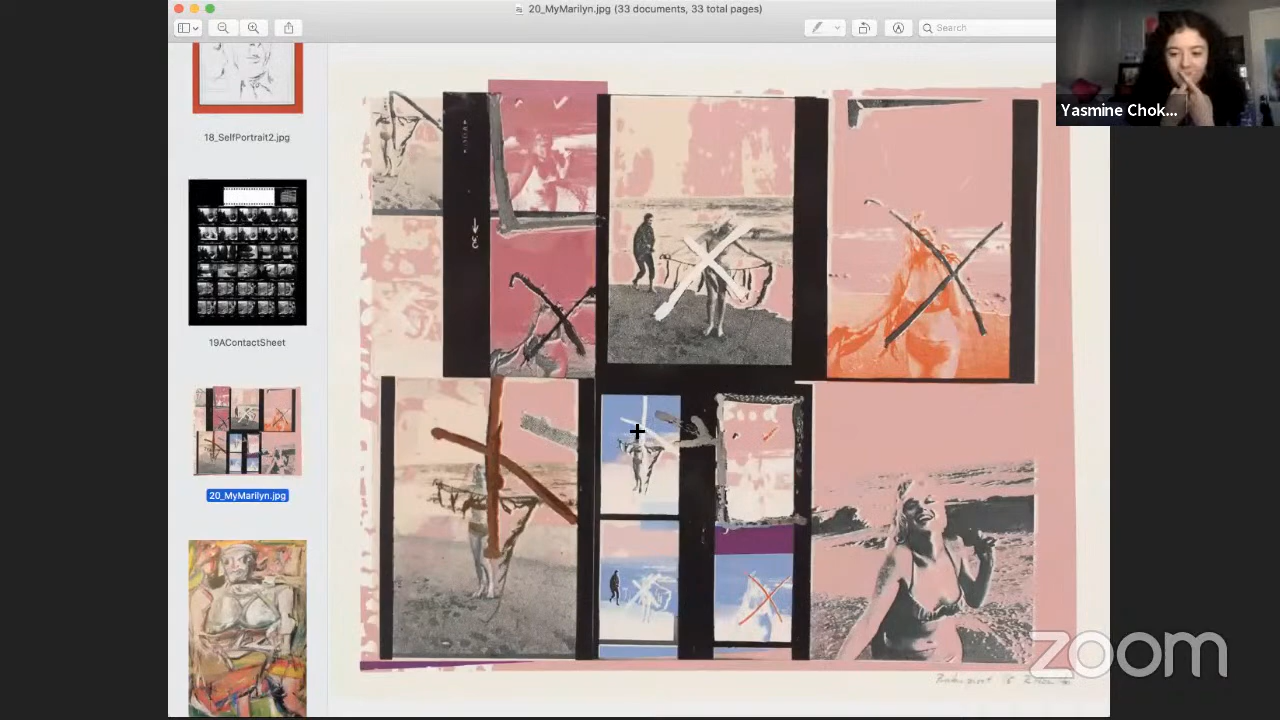 20_MyMarilyn.jpg (33 documents, 33 total pages)
Search
Yasmine Chok...
18_SelfPortrait2.jpg
19AContactSheet
20_MyMarilyn.jpg
zoom